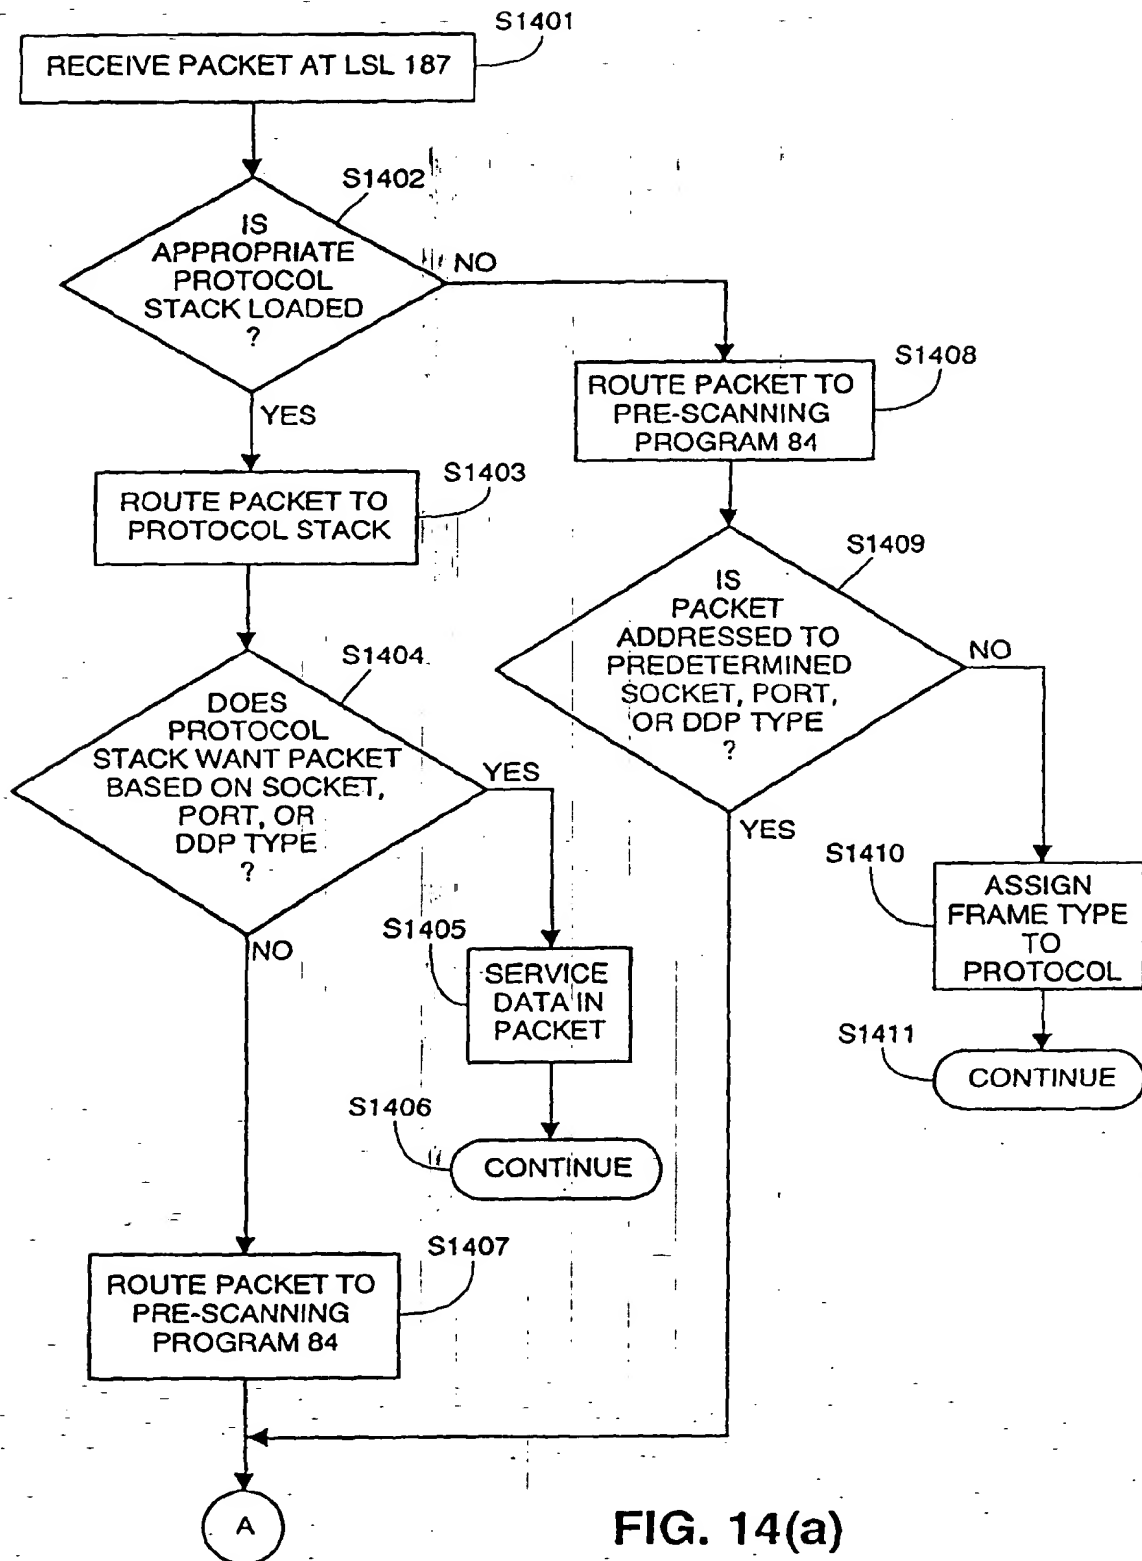 S1401
RECEIVE PACKET AT LSL 187
S1402
IS
APPROPRIATE
PROTOCOL
STACK LOADED
?
NO
YES
S1408
ROUTE PACKET TO
PRE-SCANNING
PROGRAM 84
S1403
ROUTE PACKET TO
PROTOCOL STACK
S1409
IS
PACKET
ADDRESSED TO
PREDETERMINED
SOCKET, PORT,
OR DDP TYPE
?
NO
YES
S1404
DOES
PROTOCOL
STACK WANT PACKET
BASED ON SOCKET,
PORT, OR
DDP TYPE
?
YES
NO
S1410
ASSIGN
FRAME TYPE
TO
PROTOCOL
S1405
SERVICE
DATA IN
PACKET
S1411
CONTINUE
S1406
CONTINUE
S1407
ROUTE PACKET TO
PRE-SCANNING
PROGRAM 84
A
FIG. 14(a)